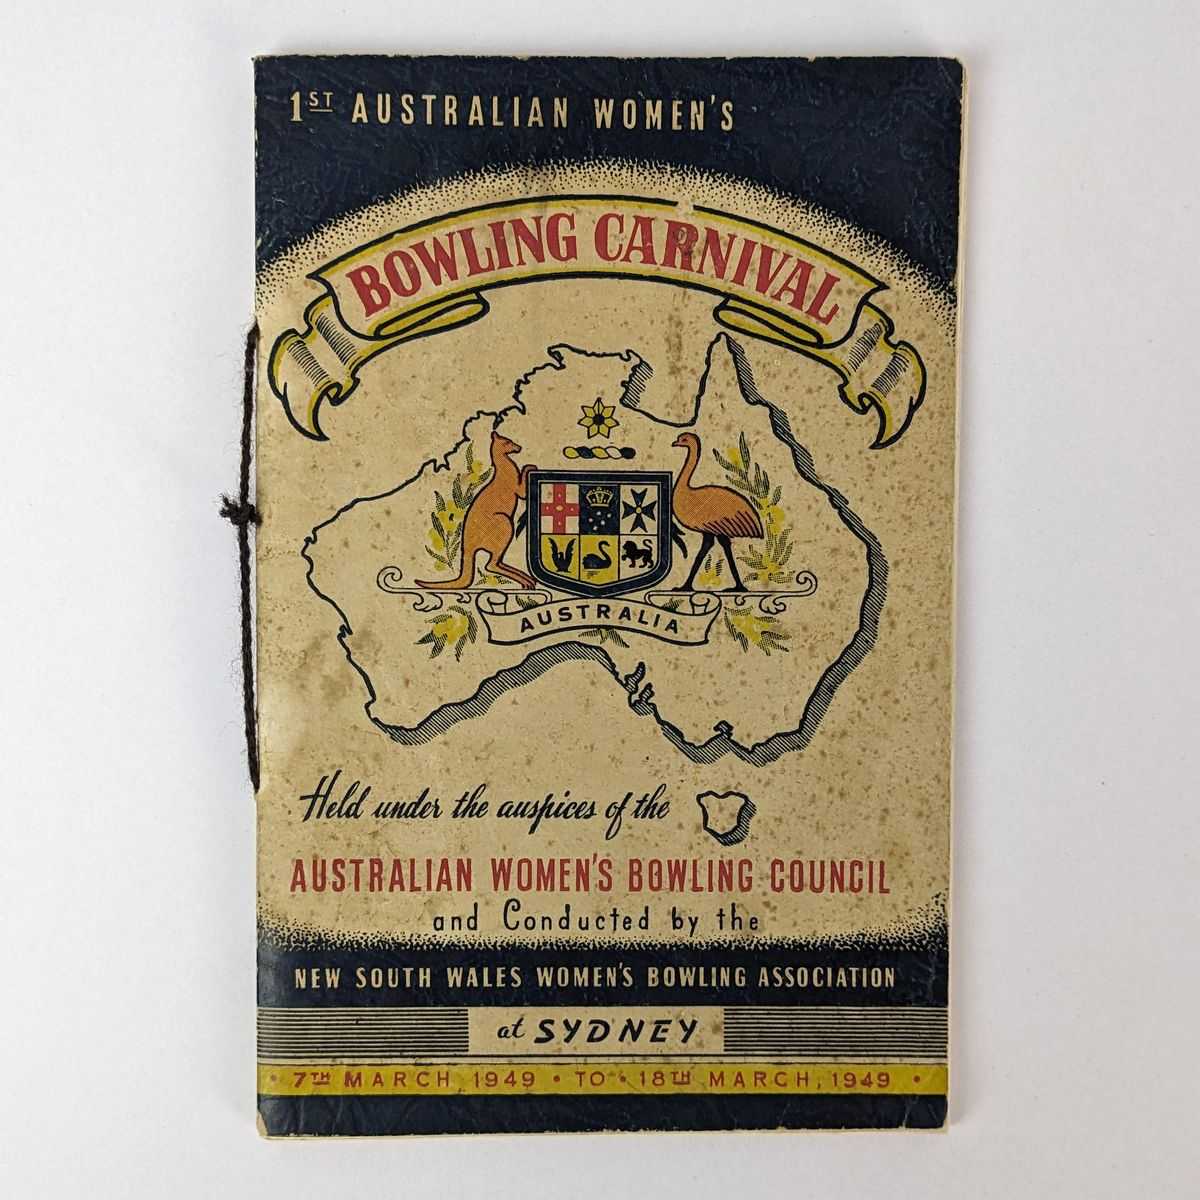 1ST AUSTRALIAN WOMEN'S
BOWLING CARNIVAL
AUSTRALIA
Held under the auspices of the
AUSTRALIAN WOMEN'S BOWLING COUNCIL
and Conducted by the
NEW SOUTH WALES WOMEN'S BOWLING ASSOCIATION
at SYDNEY
• 7TH MARCH, 1949 • TO • 18TH MARCH, 1949 •